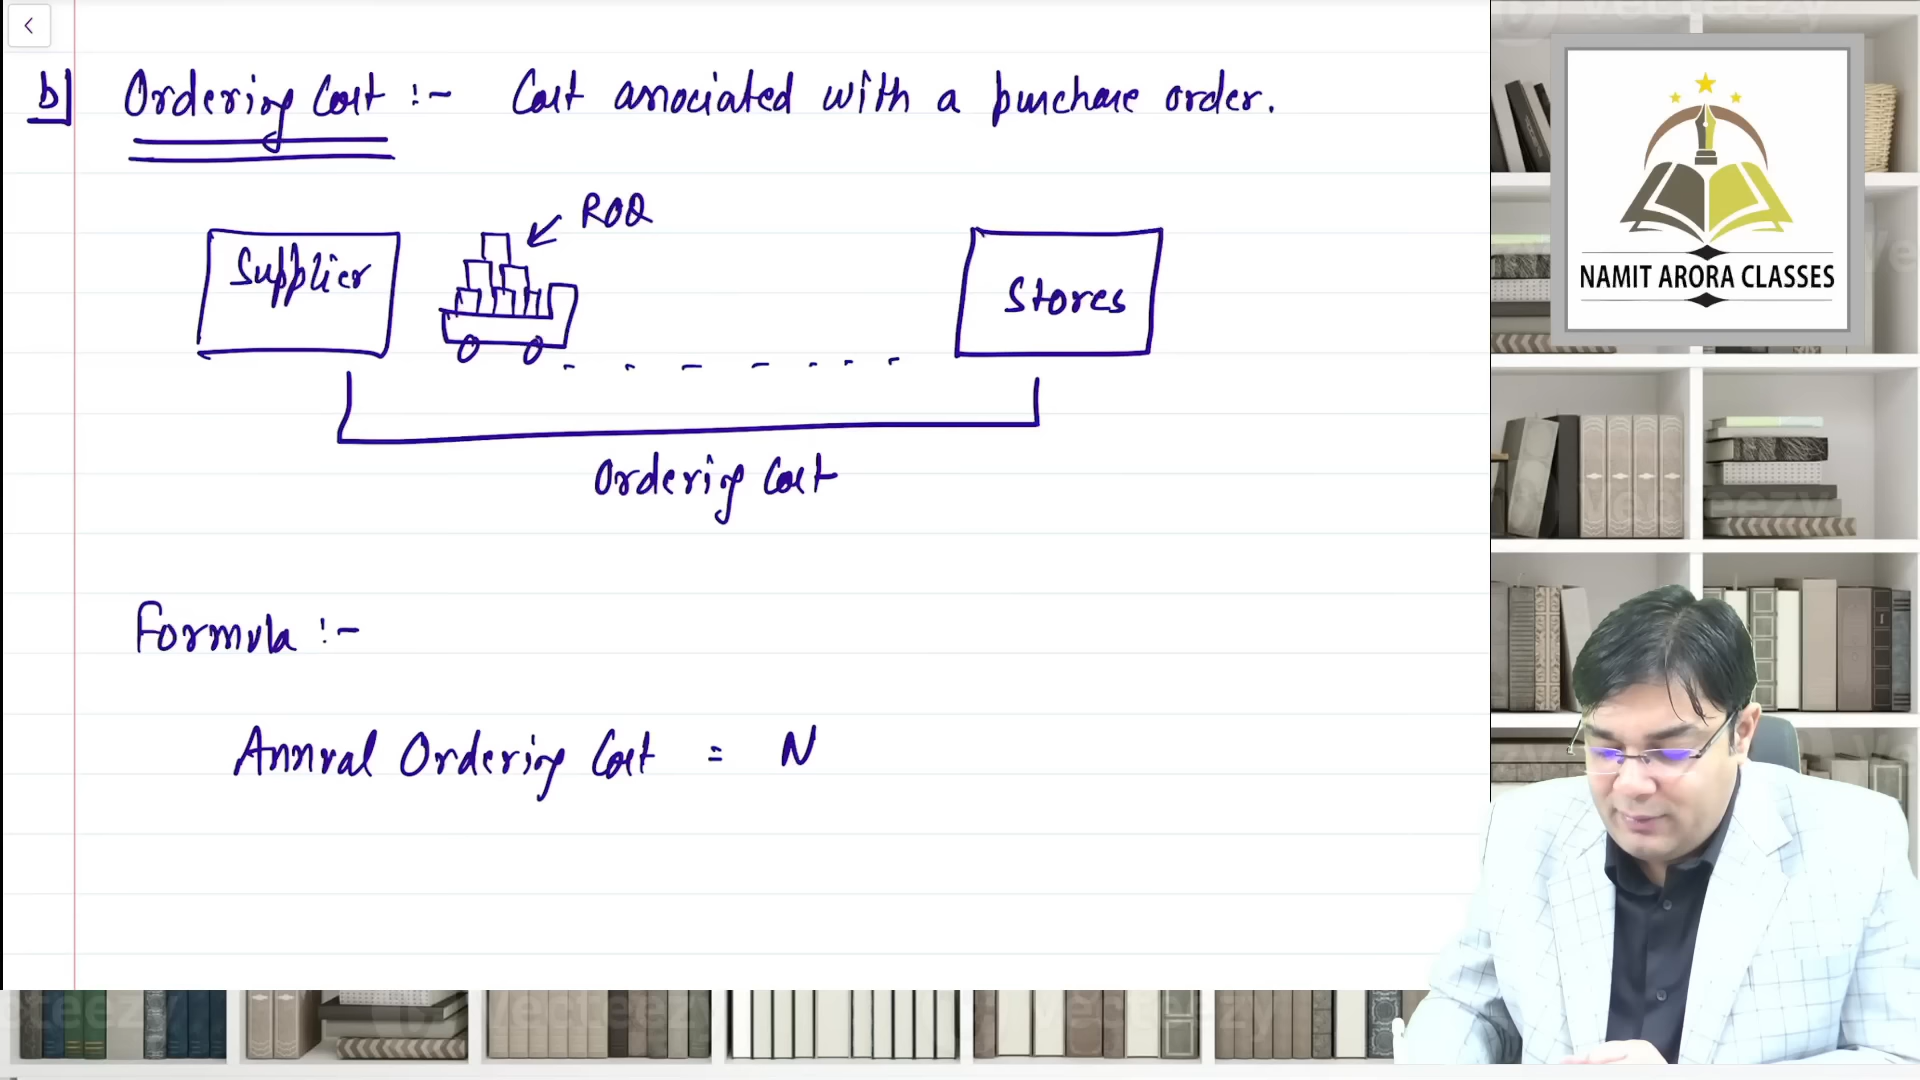 b] Ordering Cost :- Cost associated with a purchase order.
ROQ
Supplier
Stores
Ordering Cost
Formula :-
Annual Ordering Cost = N
NAMIT ARORA CLASSES